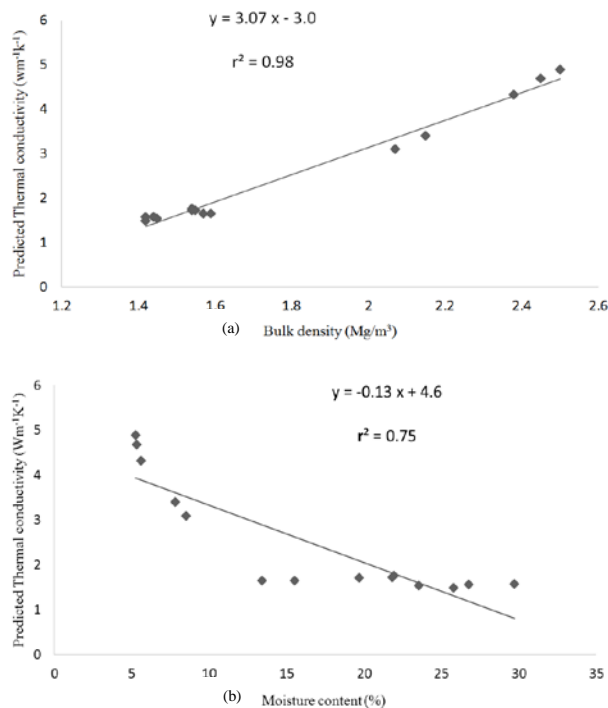 y = 3.07 x - 3.0
r² = 0.98
Predicted Thermal conductivity (wm⁻¹k⁻¹)
6
5
4
3
2
1
0
1.2 1.4 1.6 1.8 2 2.2 2.4 2.6
(a) Bulk density (Mg/m³)
y = -0.13 x + 4.6
r² = 0.75
Predicted Thermal conductivity (Wm⁻¹K⁻¹)
6
5
4
3
2
1
0
0 5 10 15 20 25 30 35
(b) Moisture content (%)